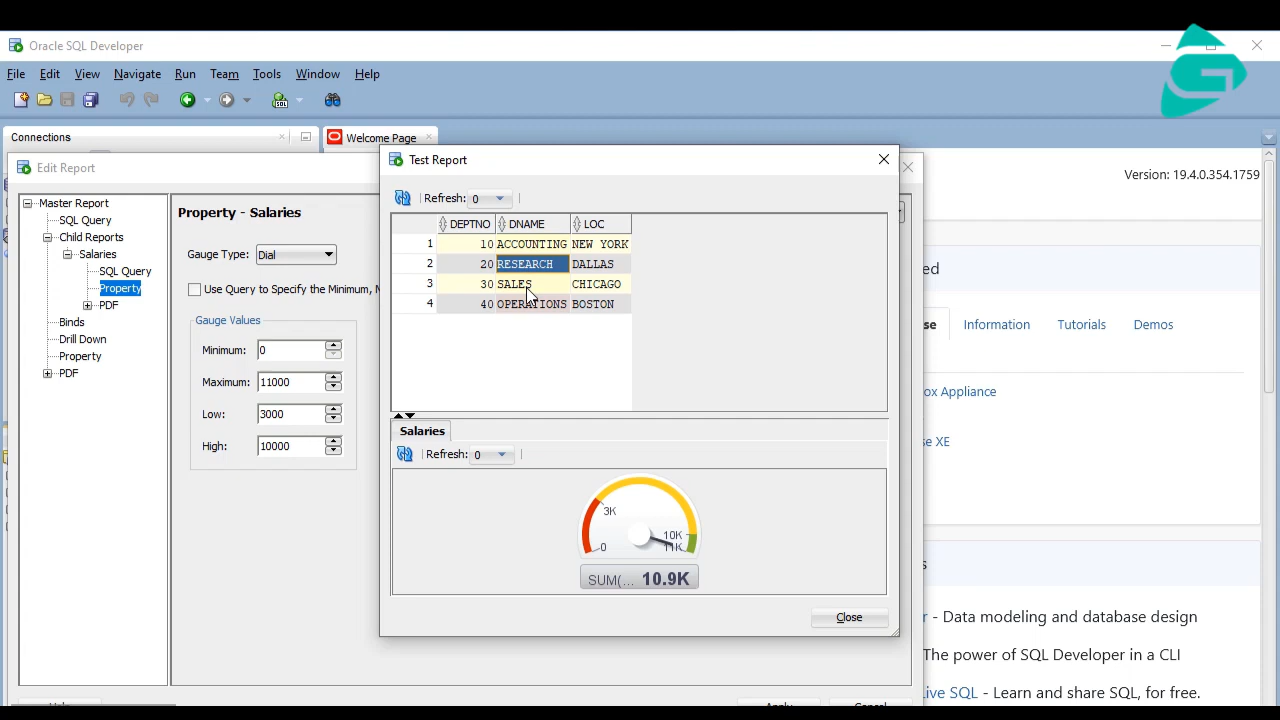 Oracle SQL Developer
File Edit View Navigate Run Team Tools Window Help
Connections
Welcome Page
Edit Report
Test Report
Version: 19.4.0.354.1759
Master Report
SQL Query
Child Reports
Salaries
SQL Query
Property
PDF
Binds
Drill Down
Property
PDF
Property - Salaries
Gauge Type: Dial
Use Query to Specify the Minimum, M
Gauge Values
Minimum: 0
Maximum: 11000
Low: 3000
High: 10000
Refresh: 0
DEPTNO DNAME LOC
1 10 ACCOUNTING NEW YORK
2 20 RESEARCH DALLAS
3 30 SALES CHICAGO
4 40 OPERATIONS BOSTON
Salaries
Refresh: 0
3K
10K
0 11K
SUM(... 10.9K
Close
ed
se Information Tutorials Demos
ox Appliance
se XE
s
r - Data modeling and database design
The power of SQL Developer in a CLI
ive SQL - Learn and share SQL, for free.